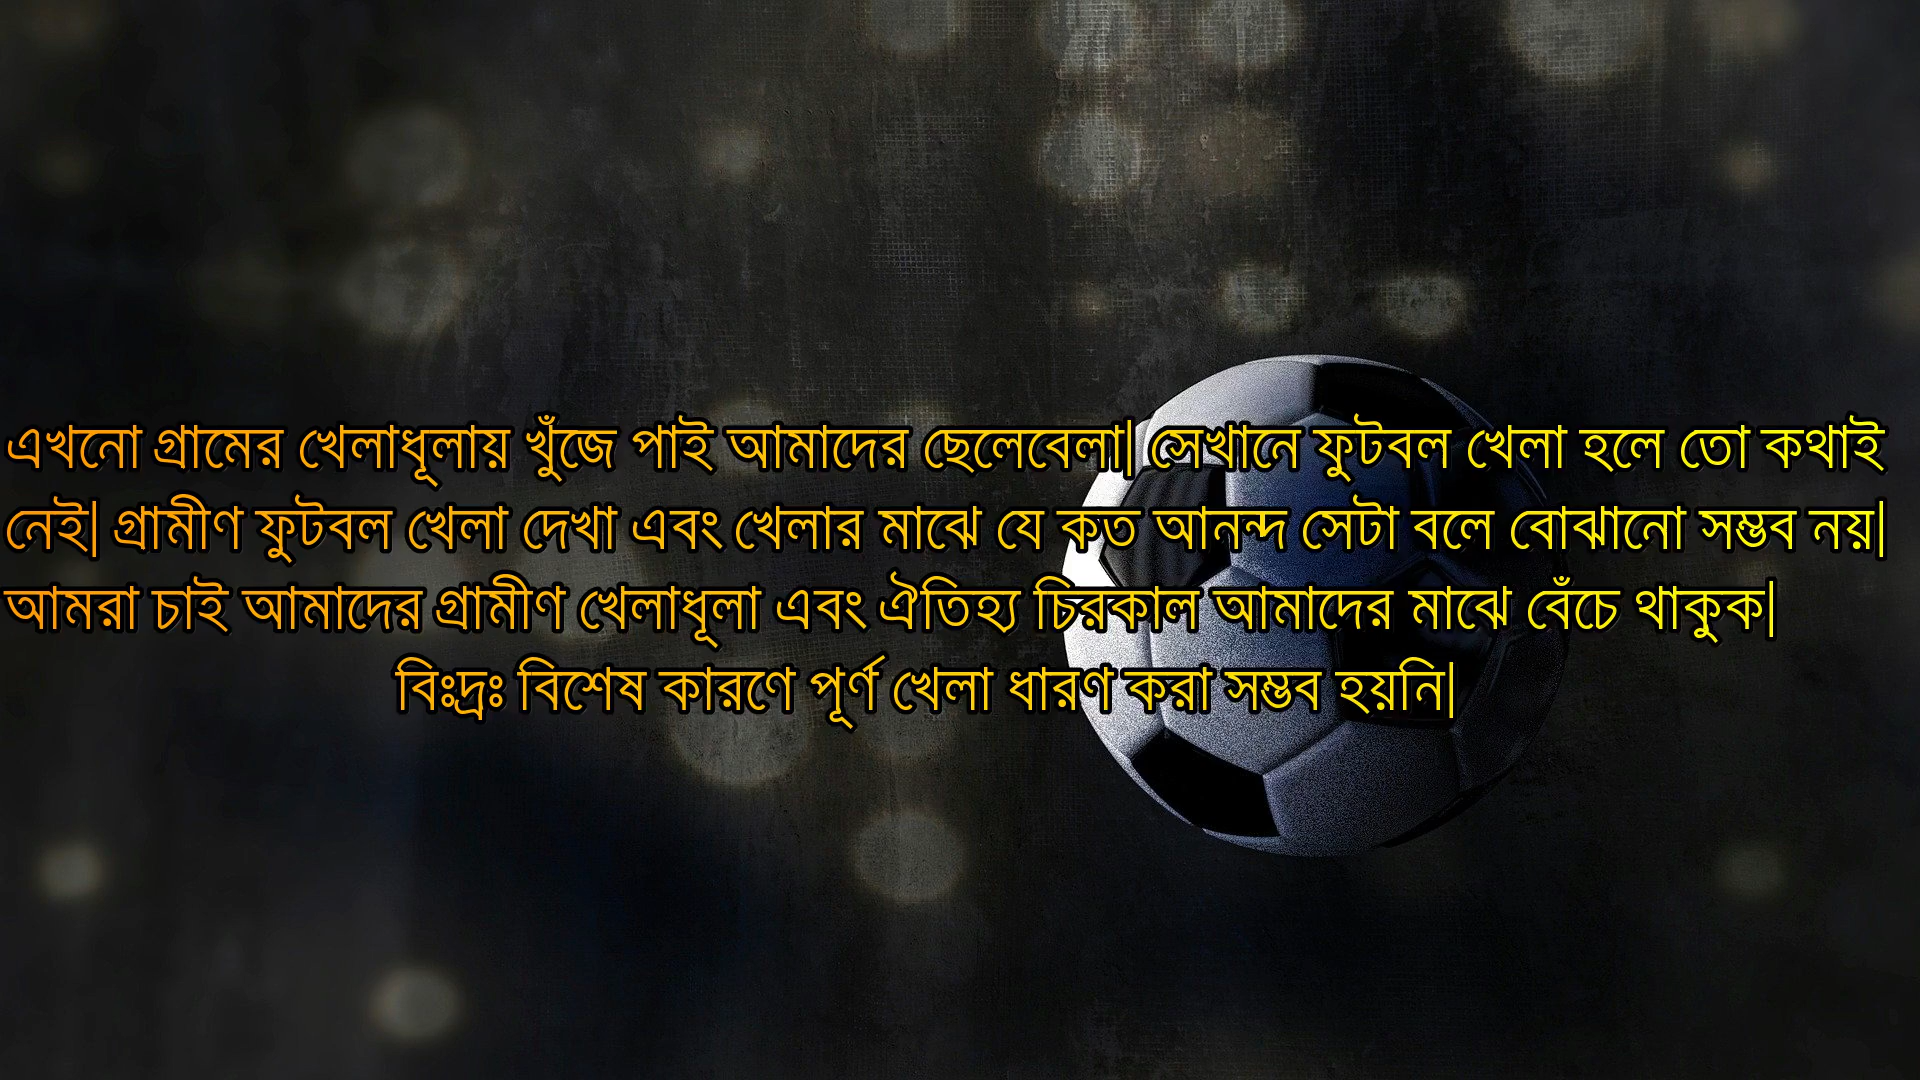 এখনো গ্রামের খেলাধূলায় খুঁজে পাই আমাদের ছেলেবেলা| সেখানে ফুটবল খেলা হলে তো কথাই
নেই| গ্রামীণ ফুটবল খেলা দেখা এবং খেলার মাঝে যে কত আনন্দ সেটা বলে বোঝানো সম্ভব নয়|
আমরা চাই আমাদের গ্রামীণ খেলাধূলা এবং ঐতিহ্য চিরকাল আমাদের মাঝে বেঁচে থাকুক|
বিঃদ্রঃ বিশেষ কারণে পূর্ণ খেলা ধারণ করা সম্ভব হয়নি|